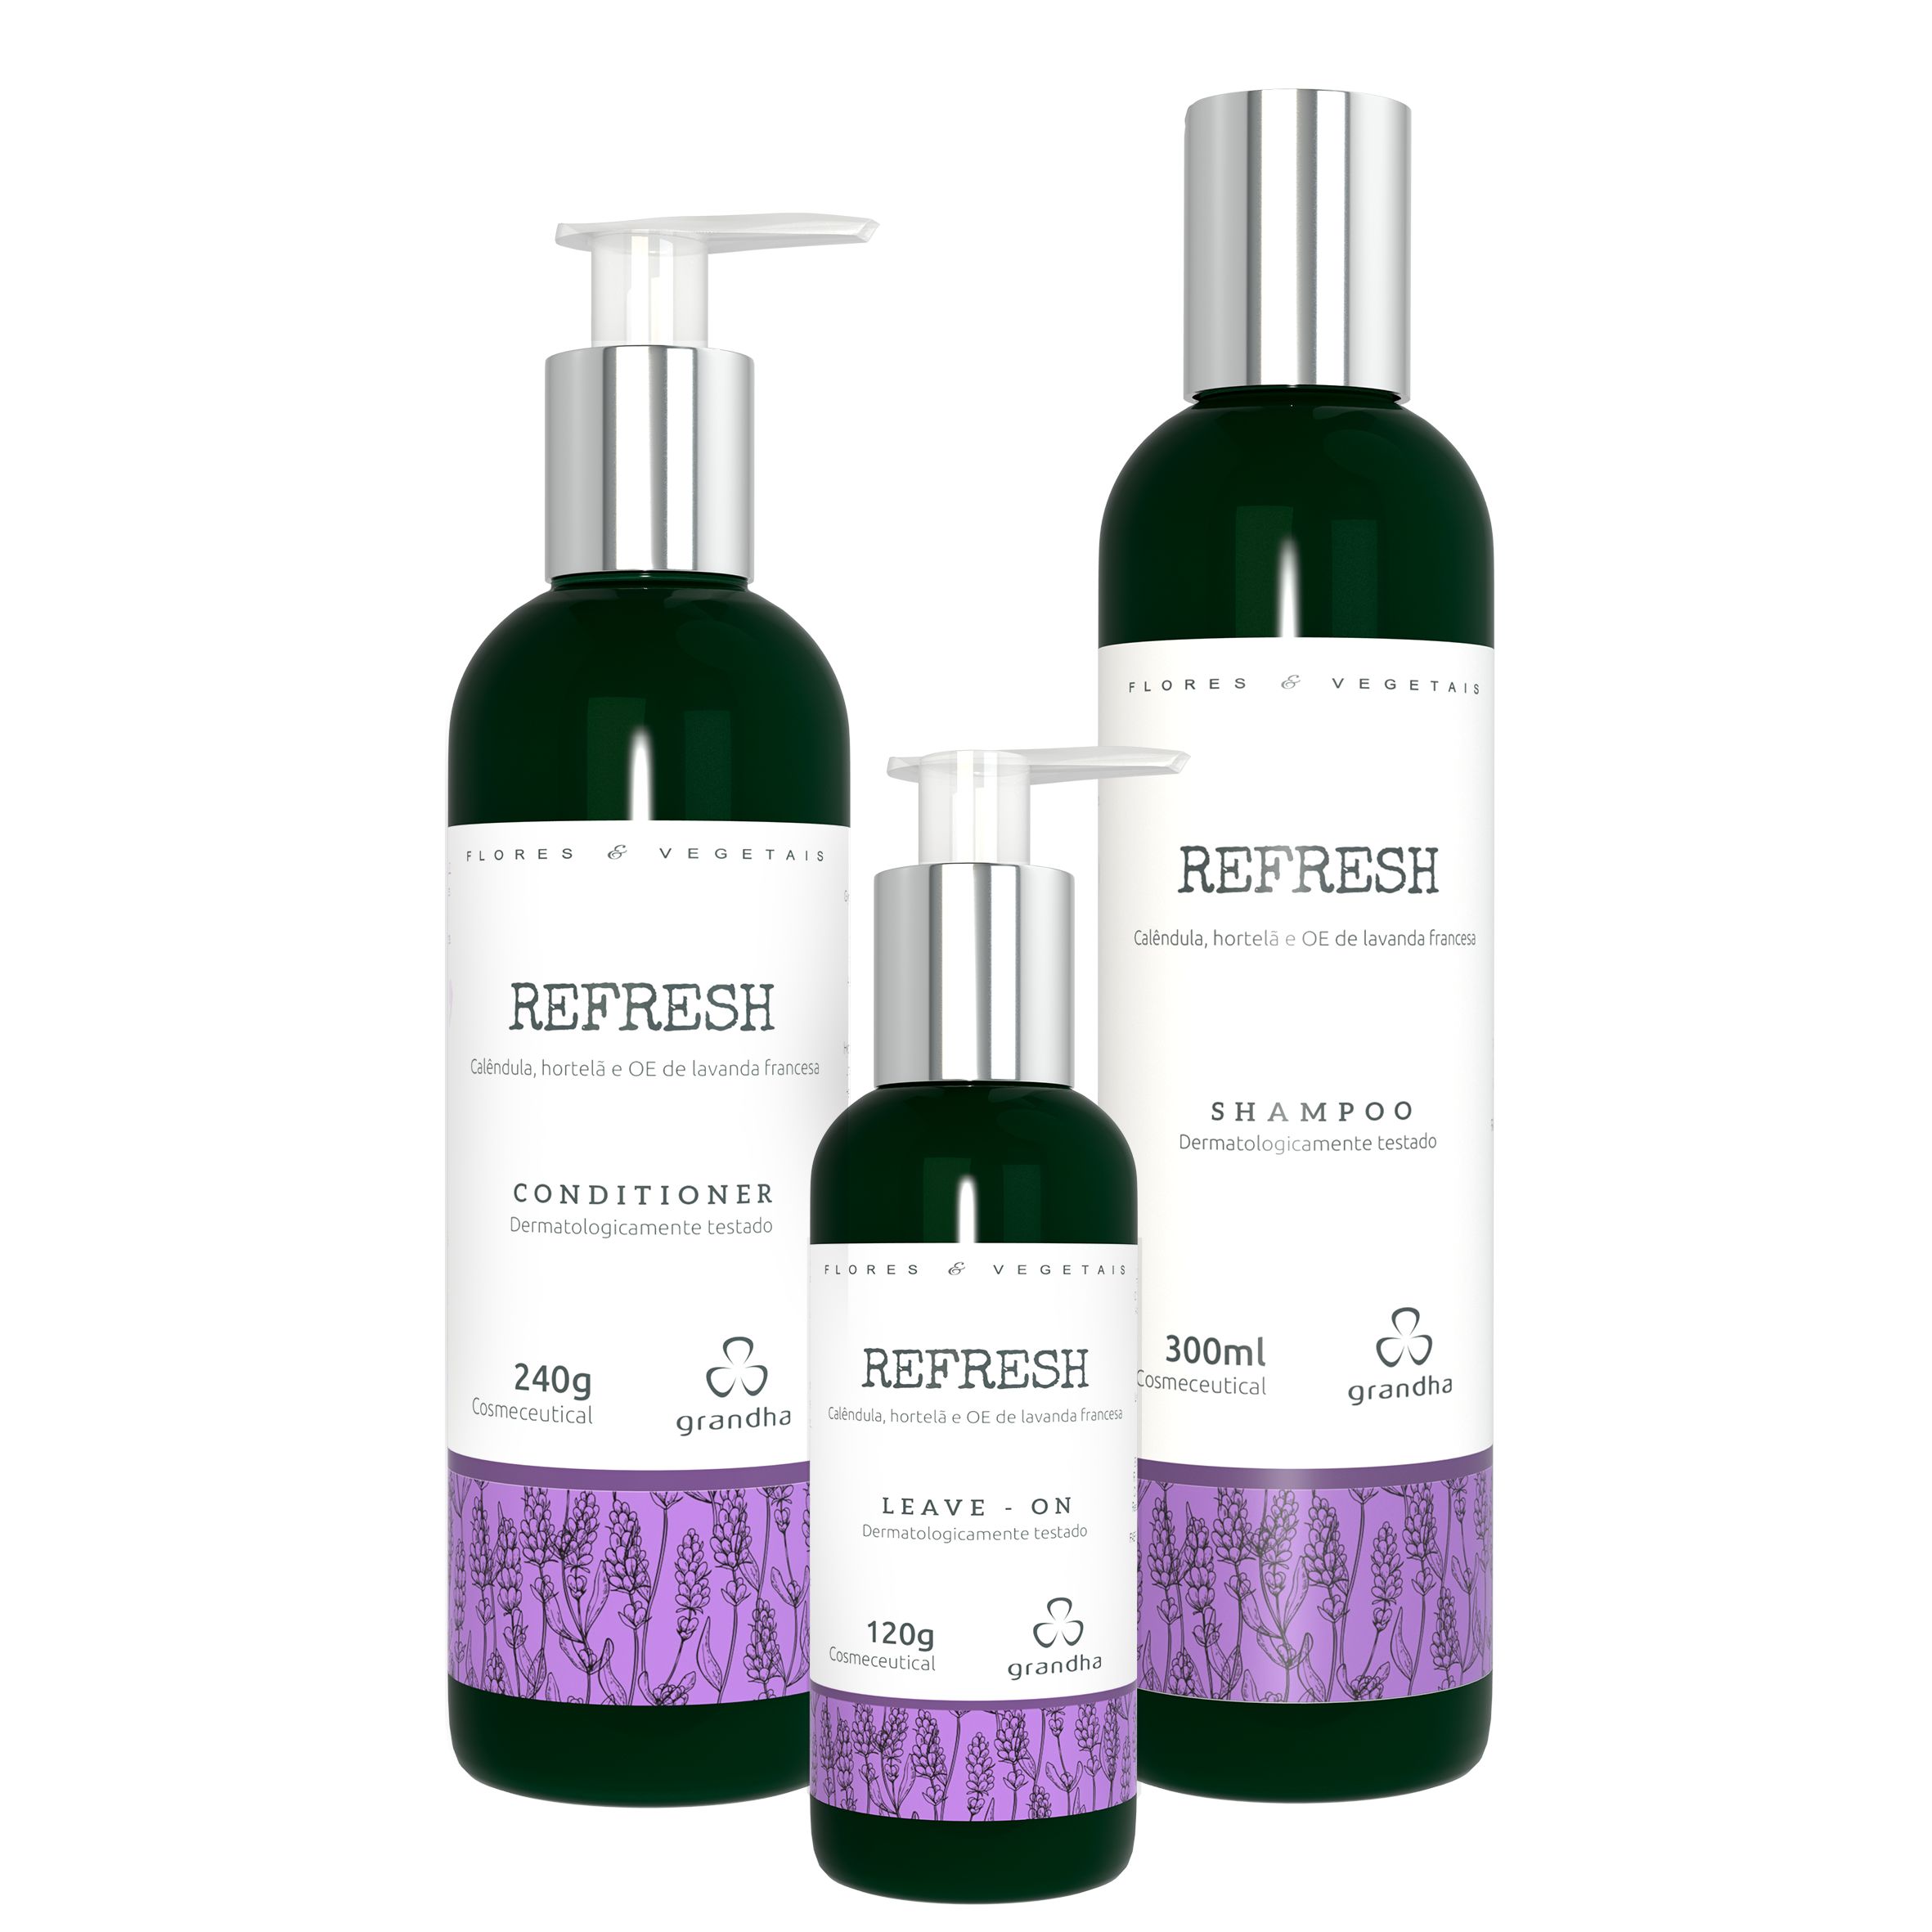 FLORES & VEGETAIS
REFRESH
Calêndula, hortelã e OE de lavanda francesa
CONDITIONER
Dermatologicamente testado
240g
Cosmeceutical
grandha
FLORES & VEGETAIS
REFRESH
Calêndula, hortelã e OE de lavanda francesa
LEAVE - ON
Dermatologicamente testado
120g
Cosmeceutical
grandha
FLORES & VEGETAIS
REFRESH
Calêndula, hortelã e OE de lavanda francesa
SHAMPOO
Dermatologicamente testado
300ml
Cosmeceutical
grandha